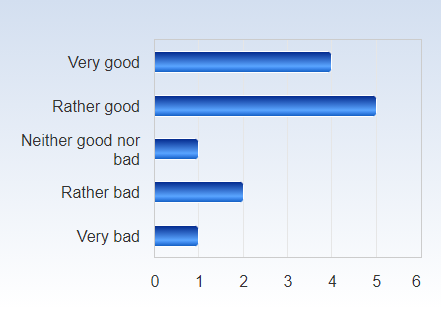 Very good
Rather good
Neither good nor
bad
Rather bad
Very bad
0 1 2 3 4 5 6